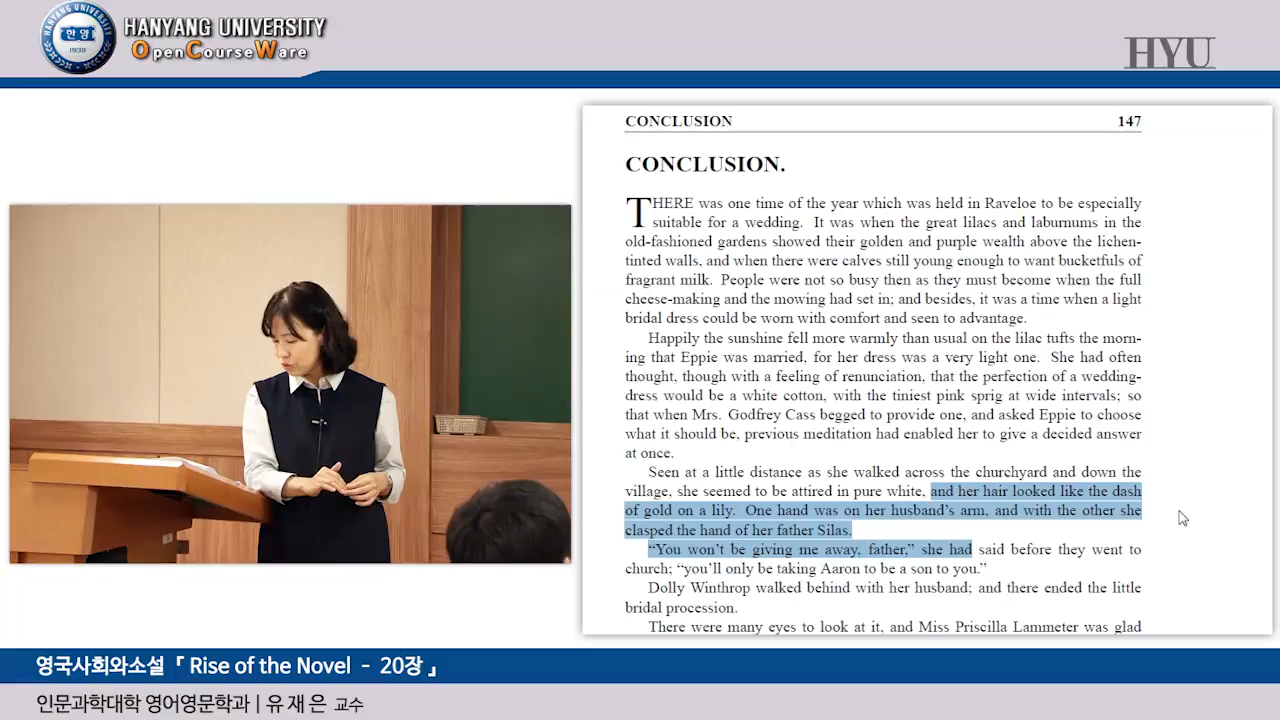 HANYANG UNIVERSITY
OpenCourseWare
HANYANG UNIVERSITY
한양
1939
HYU
CONCLUSION 147
CONCLUSION.
THERE was one time of the year which was held in Raveloe to be especially
suitable for a wedding. It was when the great lilacs and laburnums in the
old-fashioned gardens showed their golden and purple wealth above the lichen-
tinted walls, and when there were calves still young enough to want bucketfuls of
fragrant milk. People were not so busy then as they must become when the full
cheese-making and the mowing had set in; and besides, it was a time when a light
bridal dress could be worn with comfort and seen to advantage.
Happily the sunshine fell more warmly than usual on the lilac tufts the morn-
ing that Eppie was married, for her dress was a very light one. She had often
thought, though with a feeling of renunciation, that the perfection of a wedding-
dress would be a white cotton, with the tiniest pink sprig at wide intervals; so
that when Mrs. Godfrey Cass begged to provide one, and asked Eppie to choose
what it should be, previous meditation had enabled her to give a decided answer
at once.
Seen at a little distance as she walked across the churchyard and down the
village, she seemed to be attired in pure white, and her hair looked like the dash
of gold on a lily. One hand was on her husband's arm, and with the other she
clasped the hand of her father Silas.
“You won't be giving me away, father,” she had said before they went to
church; “you'll only be taking Aaron to be a son to you.”
Dolly Winthrop walked behind with her husband; and there ended the little
bridal procession.
There were many eyes to look at it, and Miss Priscilla Lammeter was glad
영국사회와소설 「 Rise of the Novel - 20장 」
인문과학대학 영어영문학과 | 유 재 은 교수